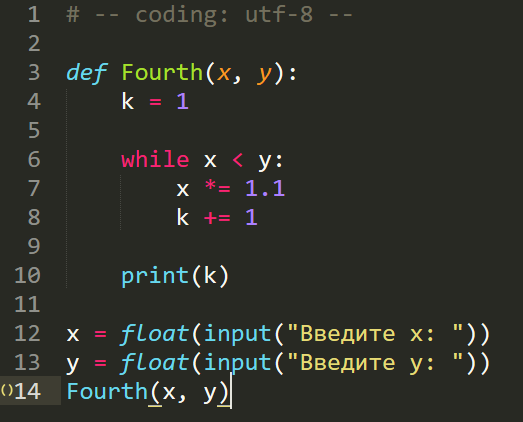 1 # -- coding: utf-8 --
2
3 def Fourth(x, y):
4     k = 1
5
6     while x < y:
7         x *= 1.1
8         k += 1
9
10     print(k)
11
12 x = float(input("Введите x: "))
13 y = float(input("Введите y: "))
14 Fourth(x, y)